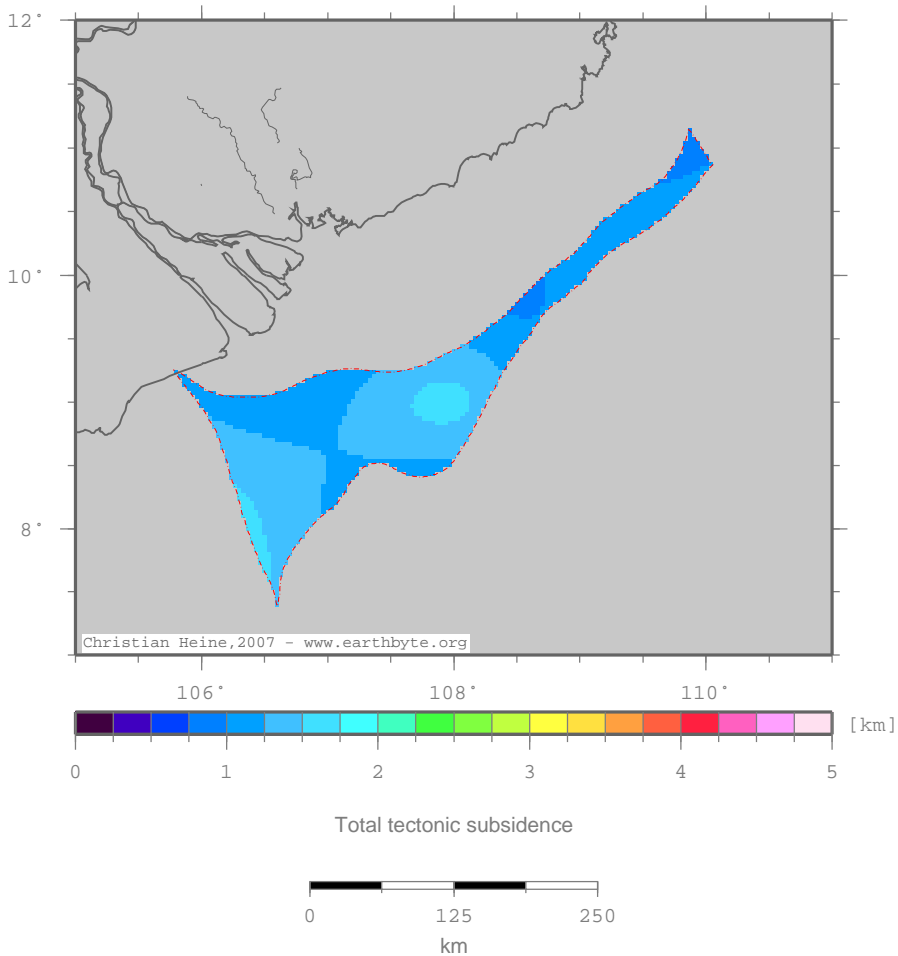 12°
10°
8°
Christian Heine,2007 - www.earthbyte.org
106° 108° 110°
[km]
0 1 2 3 4 5
Total tectonic subsidence
0 125 250
km